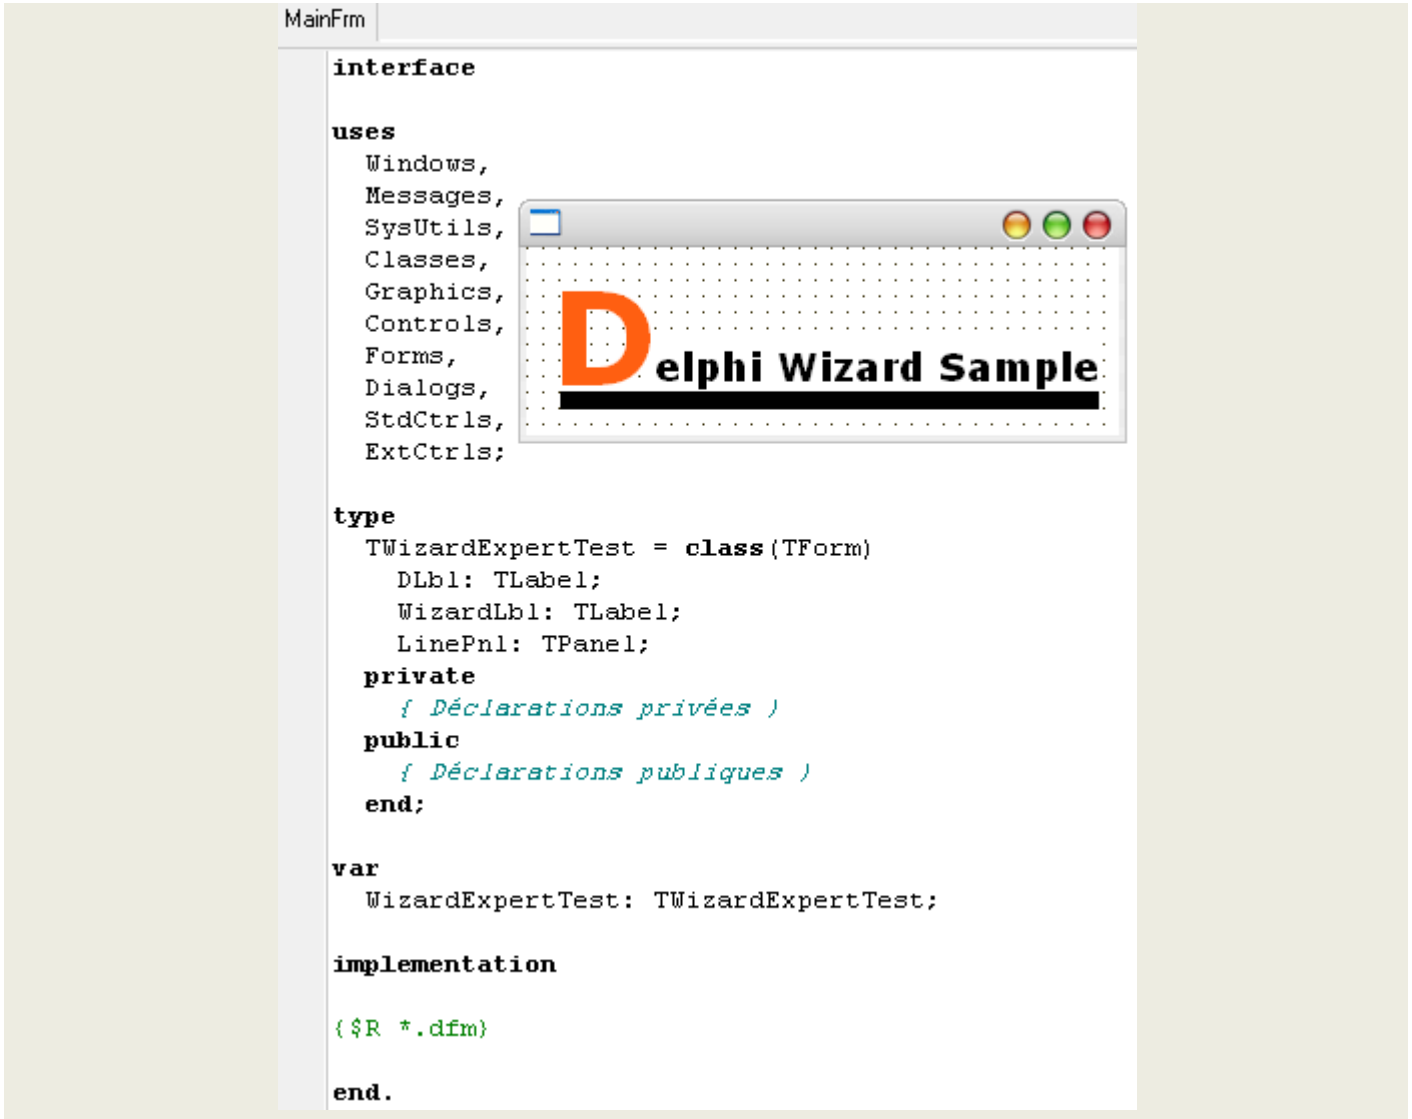 MainFrm
interface
uses
Windows,
Messages,
SysUtils,
Classes,
Graphics,
Controls,
Forms,
Dialogs,
StdCtrls,
ExtCtrls;
Delphi Wizard Sample
type
TWizardExpertTest = class(TForm)
DLbl: TLabel;
WizardLbl: TLabel;
LinePnl: TPanel;
private
{ Déclarations privées }
public
{ Déclarations publiques }
end;
var
WizardExpertTest: TWizardExpertTest;
implementation
{$R *.dfm}
end.